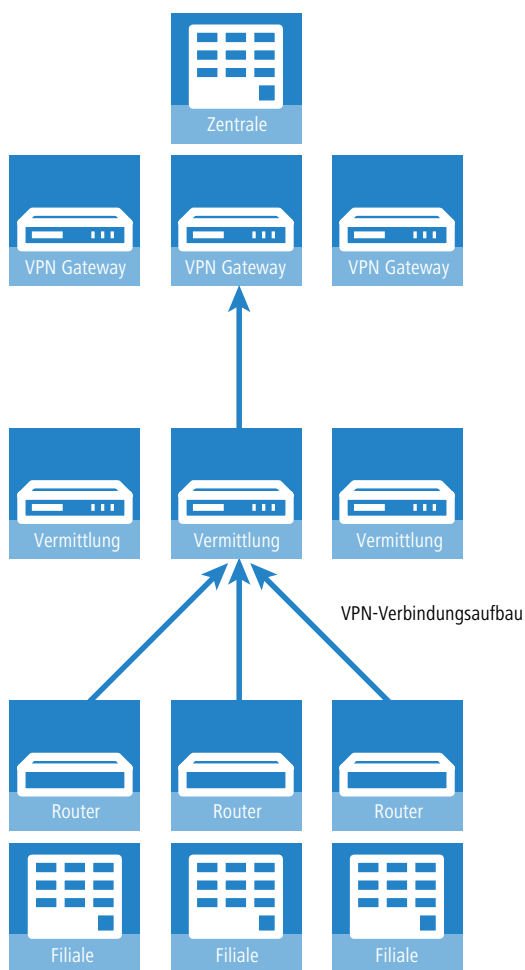 Zentrale
VPN Gateway
VPN Gateway
VPN Gateway
Vermittlung
Vermittlung
Vermittlung
VPN-Verbindungsaufbau
Router
Router
Router
Filiale
Filiale
Filiale